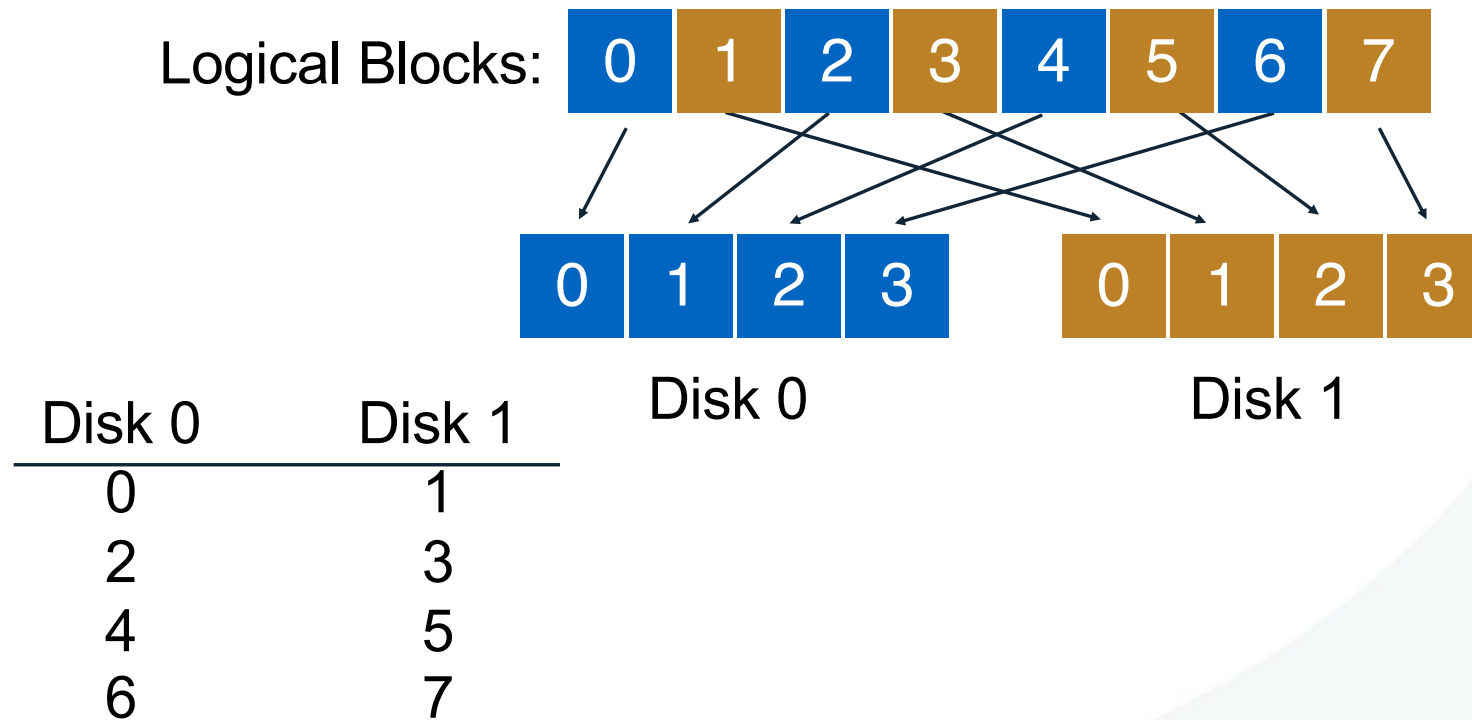 Logical Blocks: 0 1 2 3 4 5 6 7
0 1 2 3 0 1 2 3
Disk 0 Disk 1
Disk 0 Disk 1
0 1
2 3
4 5
6 7